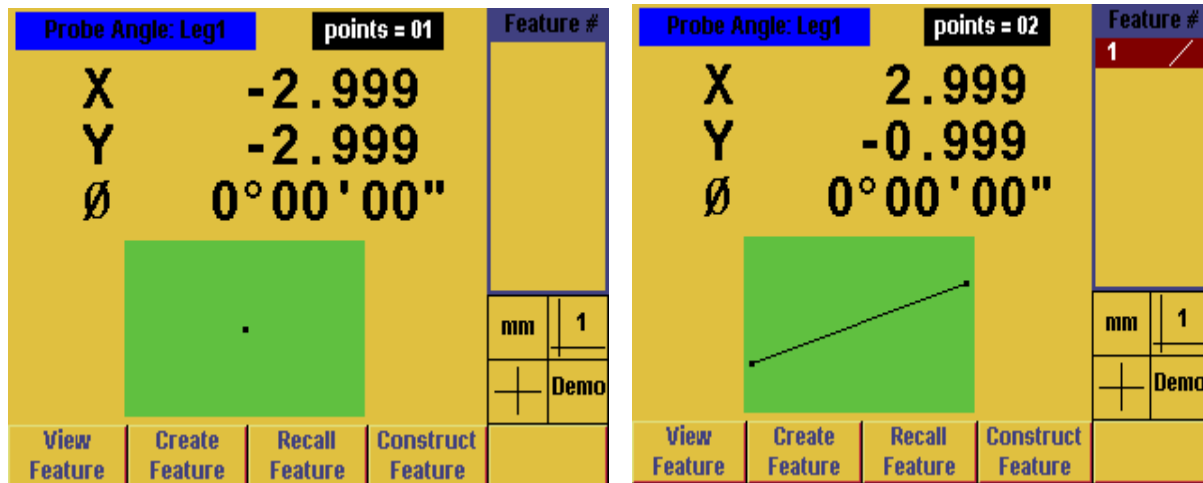 Probe Angle: Leg1 points = 01 Feature #
X -2.999
Y -2.999
Ø 0°00'00"
mm 1
Demo
View Feature Create Feature Recall Feature Construct Feature
Probe Angle: Leg1 points = 02 Feature #
1
X 2.999
Y -0.999
Ø 0°00'00"
mm 1
Demo
View Feature Create Feature Recall Feature Construct Feature